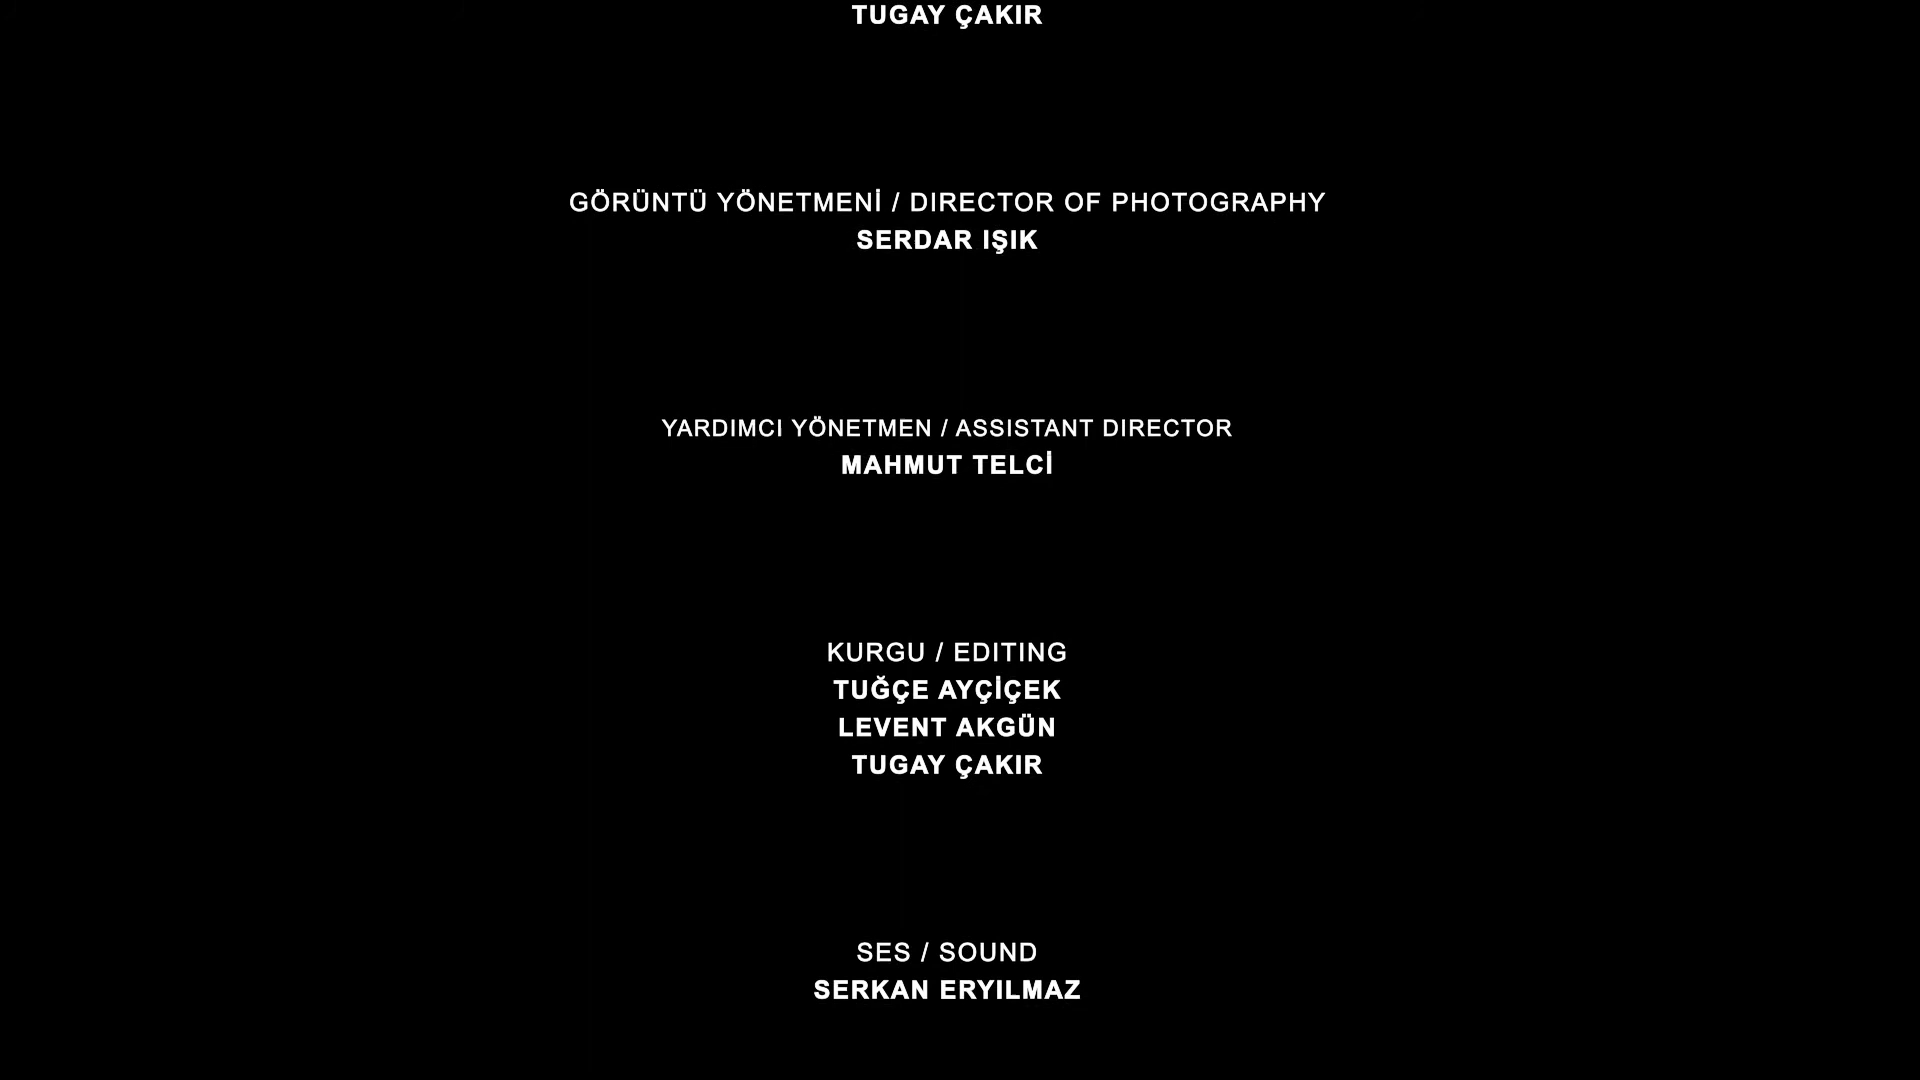 TUGAY ÇAKIR
GÖRÜNTÜ YÖNETMENİ / DIRECTOR OF PHOTOGRAPHY
SERDAR IŞIK
YARDIMCI YÖNETMEN / ASSISTANT DIRECTOR
MAHMUT TELCİ
KURGU / EDITING
TUĞÇE AYÇİÇEK
LEVENT AKGÜN
TUGAY ÇAKIR
SES / SOUND
SERKAN ERYILMAZ